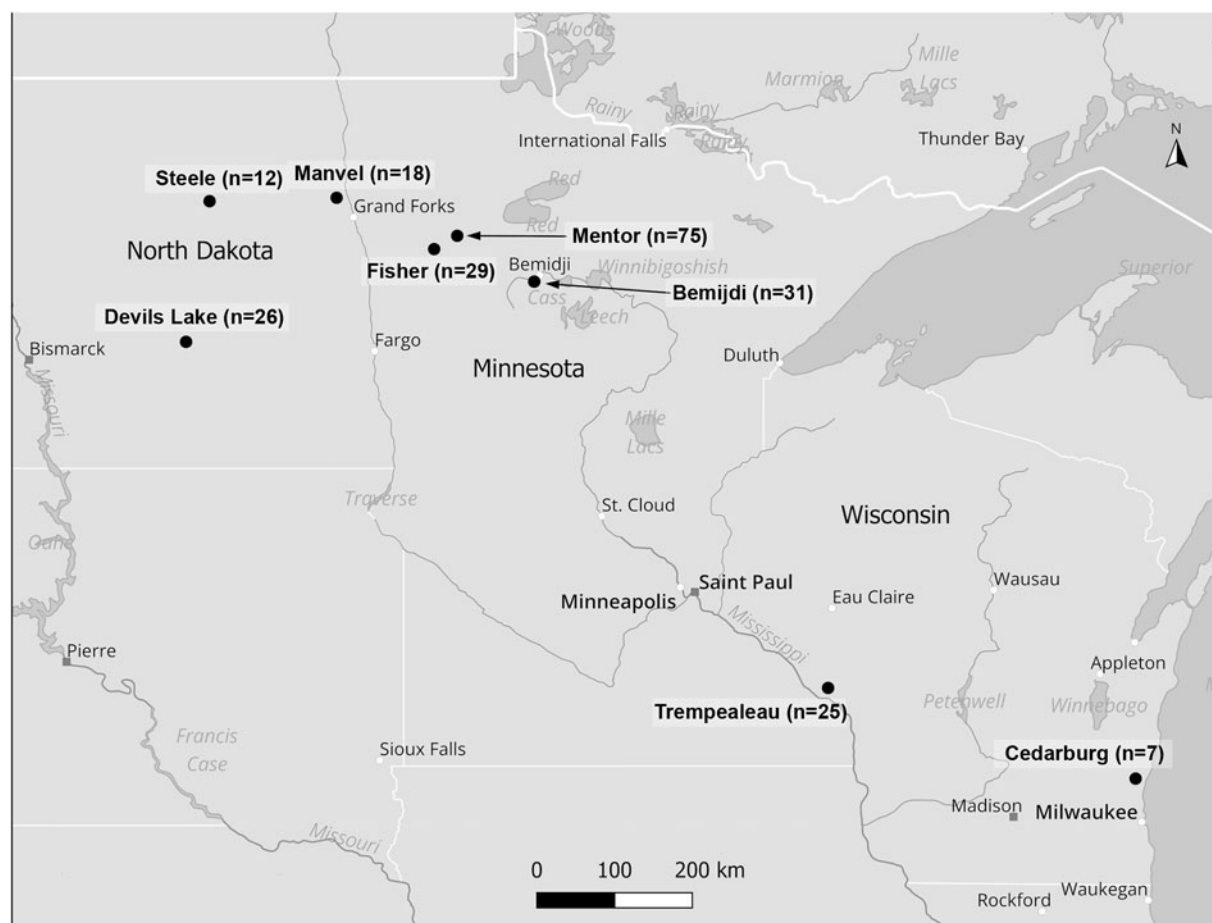 Woods
Mille
Lacs
Marmion
Rainy
Rainy
Rainy
International Falls
Thunder Bay
N
Steele (n=12)
Manvel (n=18)
Grand Forks
Red
Red
North Dakota
Mentor (n=75)
Fisher (n=29)
Bemidji
Winnibigoshish
Cass
Leech
Bemijdi (n=31)
Superior
Devils Lake (n=26)
Bismarck
Missouri
Fargo
Minnesota
Duluth
Mille
Lacs
Traverse
St. Cloud
Wisconsin
Oahe
Minneapolis
Saint Paul
Eau Claire
Wausau
Mississippi
Pierre
Appleton
Trempealeau (n=25)
Petenwell
Winnebago
Francis
Case
Sioux Falls
Cedarburg (n=7)
Madison
Milwaukee
Missouri
0 100 200 km
Rockford
Waukegan